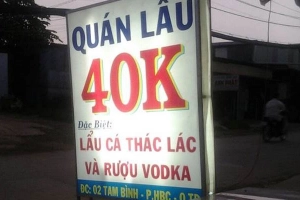 QUÁN LẨU
40K
Đặc Biệt:
LẨU CÁ THÁC LÁC
VÀ RƯỢU VODKA
ĐC: 02 TAM BÌNH - P.HBC - Q.TĐ